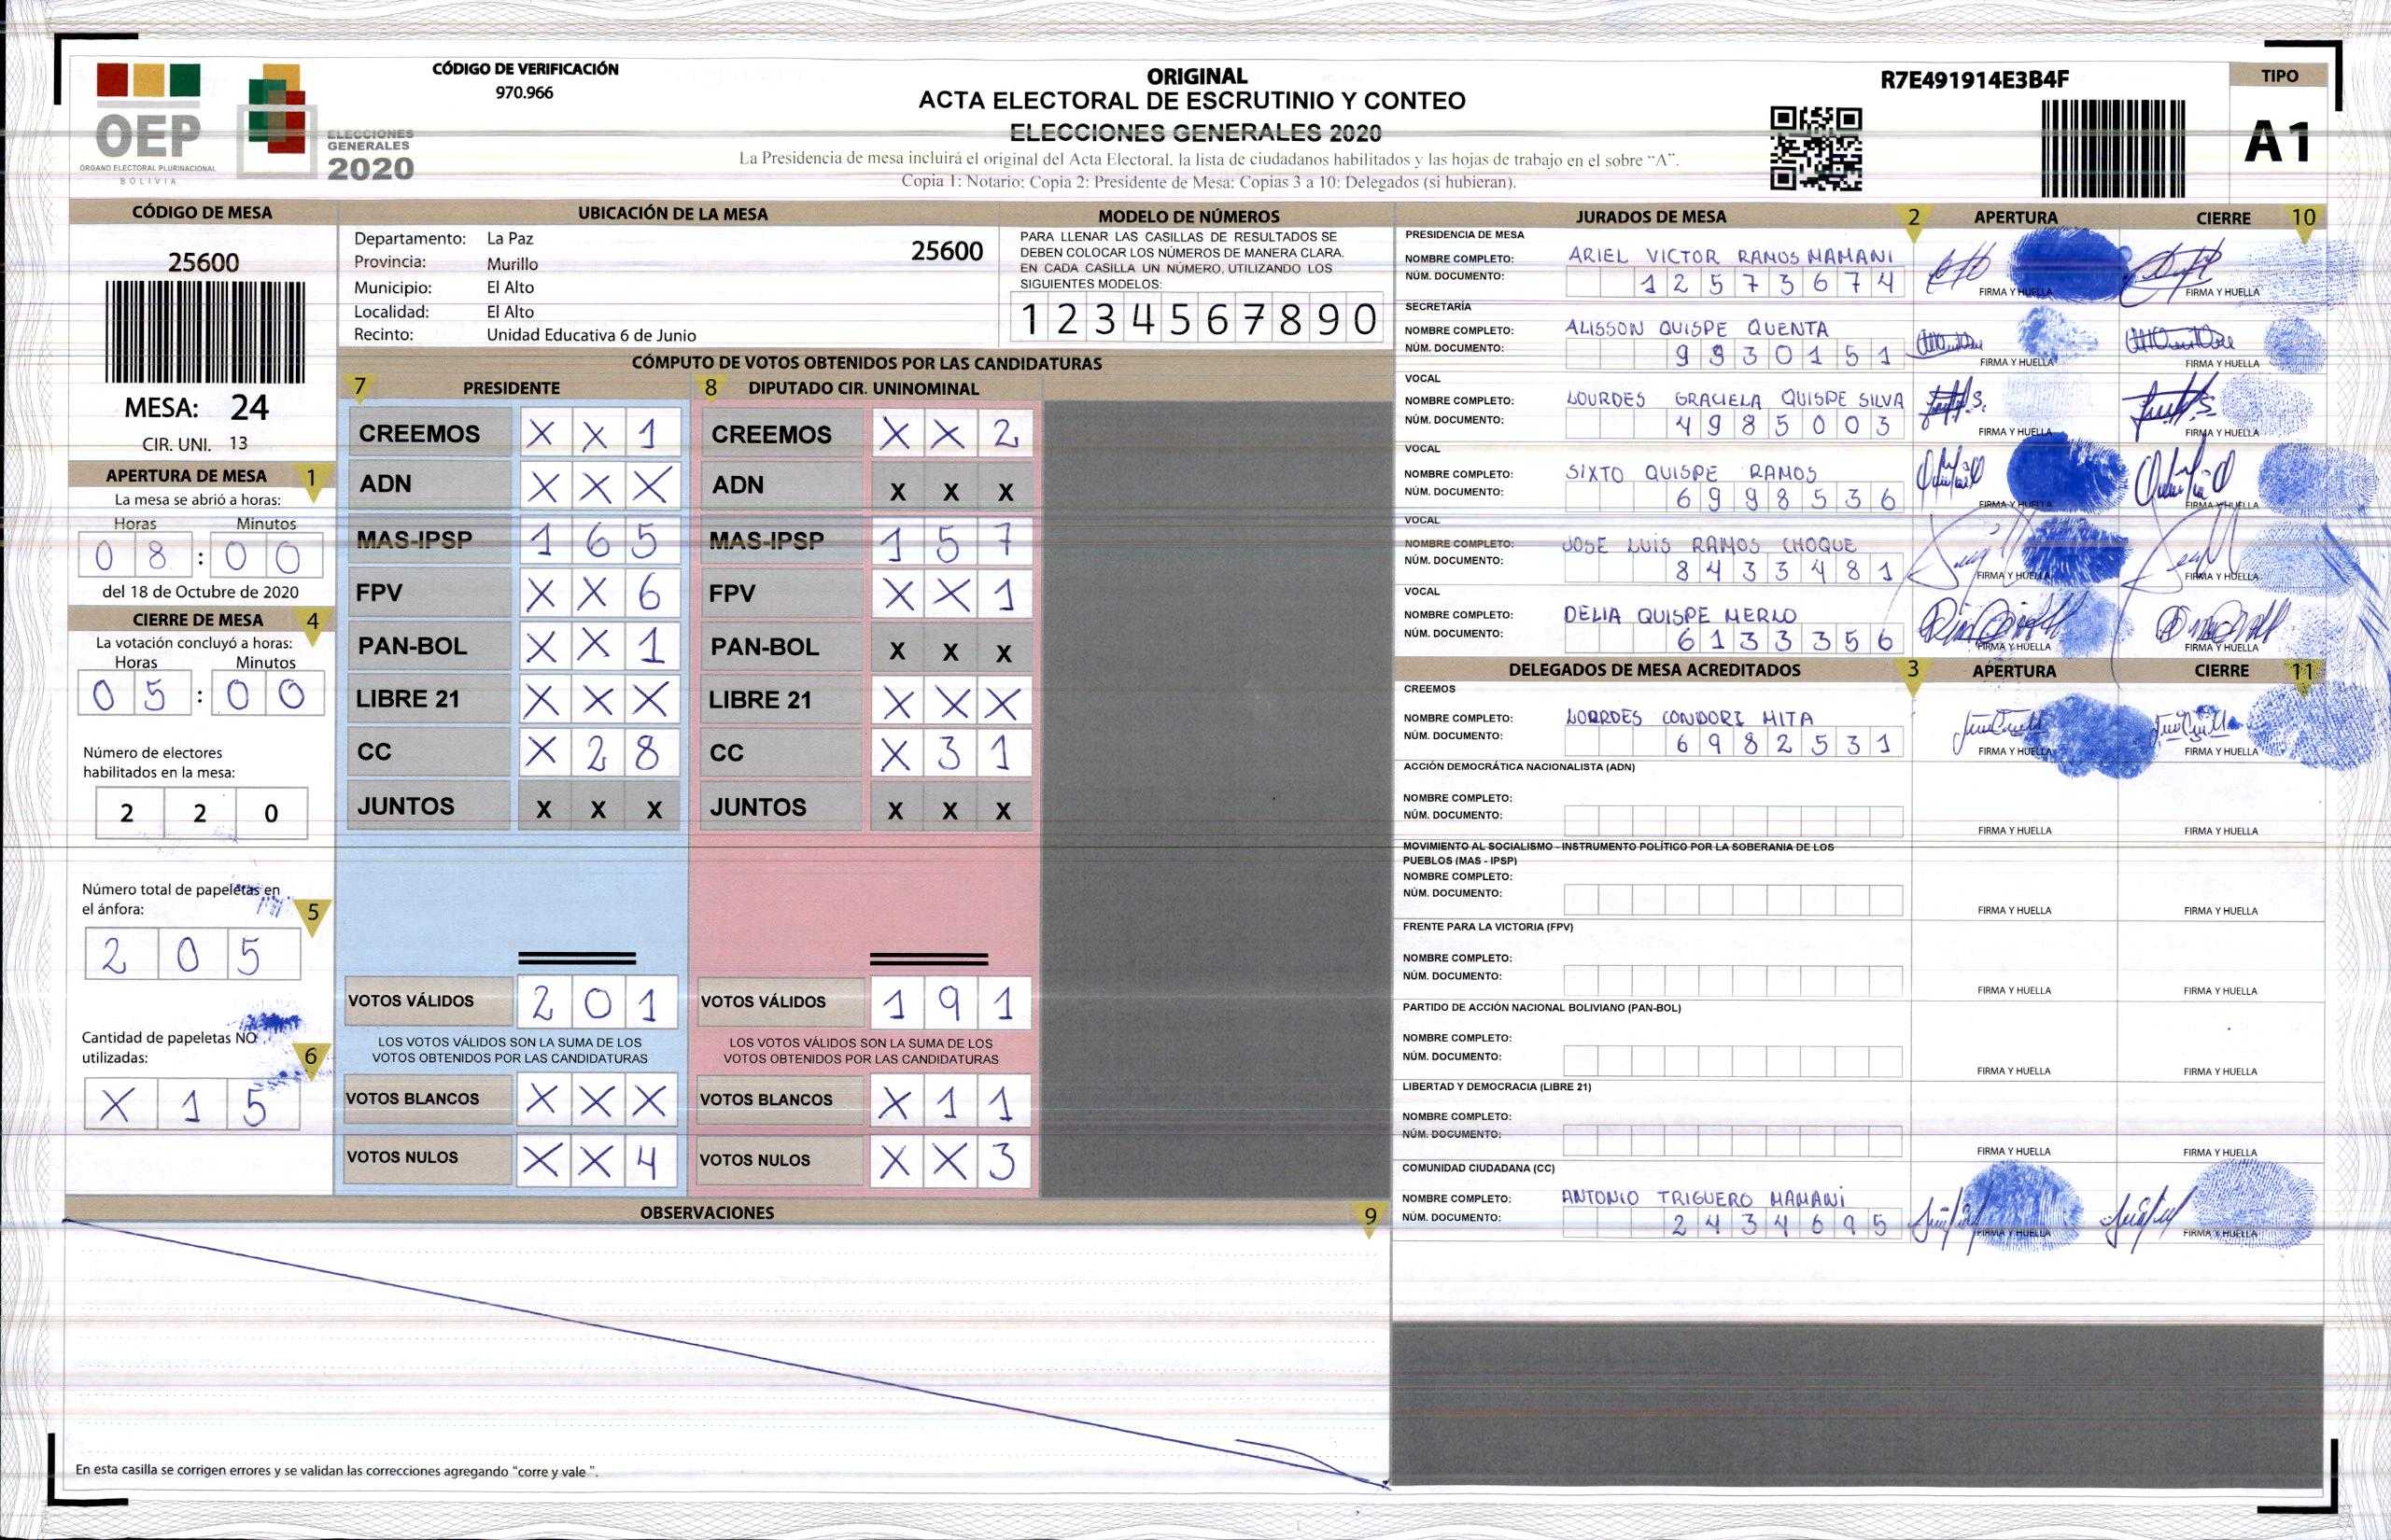 CÓDIGO DE VERIFICACIÓN
970.966
ORIGINAL
ACTA ELECTORAL DE ESCRUTINIO Y CONTEO
ELECCIONES GENERALES 2020
La Presidencia de mesa incluirá el original del Acta Electoral, la lista de ciudadanos habilitados y las hojas de trabajo en el sobre “A”.
Copia 1: Notario; Copia 2: Presidente de Mesa; Copias 3 a 10: Delegados (si hubieran).
R7E491914E3B4F
TIPO
A1
OEP
ÓRGANO ELECTORAL PLURINACIONAL
BOLIVIA
ELECCIONES
GENERALES
2020
CÓDIGO DE MESA
25600
MESA: 24
CIR. UNI. 13
APERTURA DE MESA 1
La mesa se abrió a horas:
Horas Minutos
0 8 : 0 0
del 18 de Octubre de 2020
CIERRE DE MESA 4
La votación concluyó a horas:
Horas Minutos
0 5 : 0 0
Número de electores
habilitados en la mesa:
2 2 0
Número total de papeletas en
el ánfora:
5
2 0 5
Cantidad de papeletas NO
utilizadas:
6
X 1 5
UBICACIÓN DE LA MESA
Departamento: La Paz
25600
Provincia: Murillo
Municipio: El Alto
Localidad: El Alto
Recinto: Unidad Educativa 6 de Junio
MODELO DE NÚMEROS
PARA LLENAR LAS CASILLAS DE RESULTADOS SE
DEBEN COLOCAR LOS NÚMEROS DE MANERA CLARA.
EN CADA CASILLA UN NÚMERO, UTILIZANDO LOS
SIGUIENTES MODELOS:
1 2 3 4 5 6 7 8 9 0
CÓMPUTO DE VOTOS OBTENIDOS POR LAS CANDIDATURAS
7 PRESIDENTE 8 DIPUTADO CIR. UNINOMINAL
CREEMOS X X 1 CREEMOS X X 2
ADN X X X ADN X X X
MAS-IPSP 1 6 5 MAS-IPSP 1 5 7
FPV X X 6 FPV X X 1
PAN-BOL X X 1 PAN-BOL X X X
LIBRE 21 X X X LIBRE 21 X X X
CC X 2 8 CC X 3 1
JUNTOS X X X JUNTOS X X X
VOTOS VÁLIDOS 2 0 1 VOTOS VÁLIDOS 1 9 1
LOS VOTOS VÁLIDOS SON LA SUMA DE LOS LOS VOTOS VÁLIDOS SON LA SUMA DE LOS
VOTOS OBTENIDOS POR LAS CANDIDATURAS VOTOS OBTENIDOS POR LAS CANDIDATURAS
VOTOS BLANCOS X X X VOTOS BLANCOS X 1 1
VOTOS NULOS X X 4 VOTOS NULOS X X 3
OBSERVACIONES 9
En esta casilla se corrigen errores y se validan las correcciones agregando "corre y vale ".
JURADOS DE MESA 2 APERTURA CIERRE 10
PRESIDENCIA DE MESA
NOMBRE COMPLETO: ARIEL VICTOR RAMOS MAMANI
NÚM. DOCUMENTO: 1 2 5 7 3 6 7 4
FIRMA Y HUELLA FIRMA Y HUELLA
SECRETARÍA
NOMBRE COMPLETO: ALISSON QUISPE QUENTA
NÚM. DOCUMENTO: 9 9 3 0 1 5 1
FIRMA Y HUELLA FIRMA Y HUELLA
VOCAL
NOMBRE COMPLETO: LOURDES GRACIELA QUISPE SILVA
NÚM. DOCUMENTO: 4 9 8 5 0 0 3
FIRMA Y HUELLA FIRMA Y HUELLA
VOCAL
NOMBRE COMPLETO: SIXTO QUISPE RAMOS
NÚM. DOCUMENTO: 6 9 9 8 5 3 6
FIRMA Y HUELLA FIRMA Y HUELLA
VOCAL
NOMBRE COMPLETO: JOSE LUIS RAMOS CHOQUE
NÚM. DOCUMENTO: 8 4 3 3 4 8 1
FIRMA Y HUELLA FIRMA Y HUELLA
VOCAL
NOMBRE COMPLETO: DELIA QUISPE MERLO
NÚM. DOCUMENTO: 6 1 3 3 3 5 6
FIRMA Y HUELLA FIRMA Y HUELLA
DELEGADOS DE MESA ACREDITADOS 3 APERTURA CIERRE 11
CREEMOS
NOMBRE COMPLETO: LOURDES CONDORI MITA
NÚM. DOCUMENTO: 6 9 8 2 5 3 1
FIRMA Y HUELLA FIRMA Y HUELLA
ACCIÓN DEMOCRÁTICA NACIONALISTA (ADN)
NOMBRE COMPLETO:
NÚM. DOCUMENTO:
FIRMA Y HUELLA FIRMA Y HUELLA
MOVIMIENTO AL SOCIALISMO - INSTRUMENTO POLÍTICO POR LA SOBERANIA DE LOS
PUEBLOS (MAS - IPSP)
NOMBRE COMPLETO:
NÚM. DOCUMENTO:
FIRMA Y HUELLA FIRMA Y HUELLA
FRENTE PARA LA VICTORIA (FPV)
NOMBRE COMPLETO:
NÚM. DOCUMENTO:
FIRMA Y HUELLA FIRMA Y HUELLA
PARTIDO DE ACCIÓN NACIONAL BOLIVIANO (PAN-BOL)
NOMBRE COMPLETO:
NÚM. DOCUMENTO:
FIRMA Y HUELLA FIRMA Y HUELLA
LIBERTAD Y DEMOCRACIA (LIBRE 21)
NOMBRE COMPLETO:
NÚM. DOCUMENTO:
FIRMA Y HUELLA FIRMA Y HUELLA
COMUNIDAD CIUDADANA (CC)
NOMBRE COMPLETO: ANTONIO TRIGUERO MAMANI
NÚM. DOCUMENTO: 2 4 3 4 6 9 5
FIRMA Y HUELLA FIRMA Y HUELLA